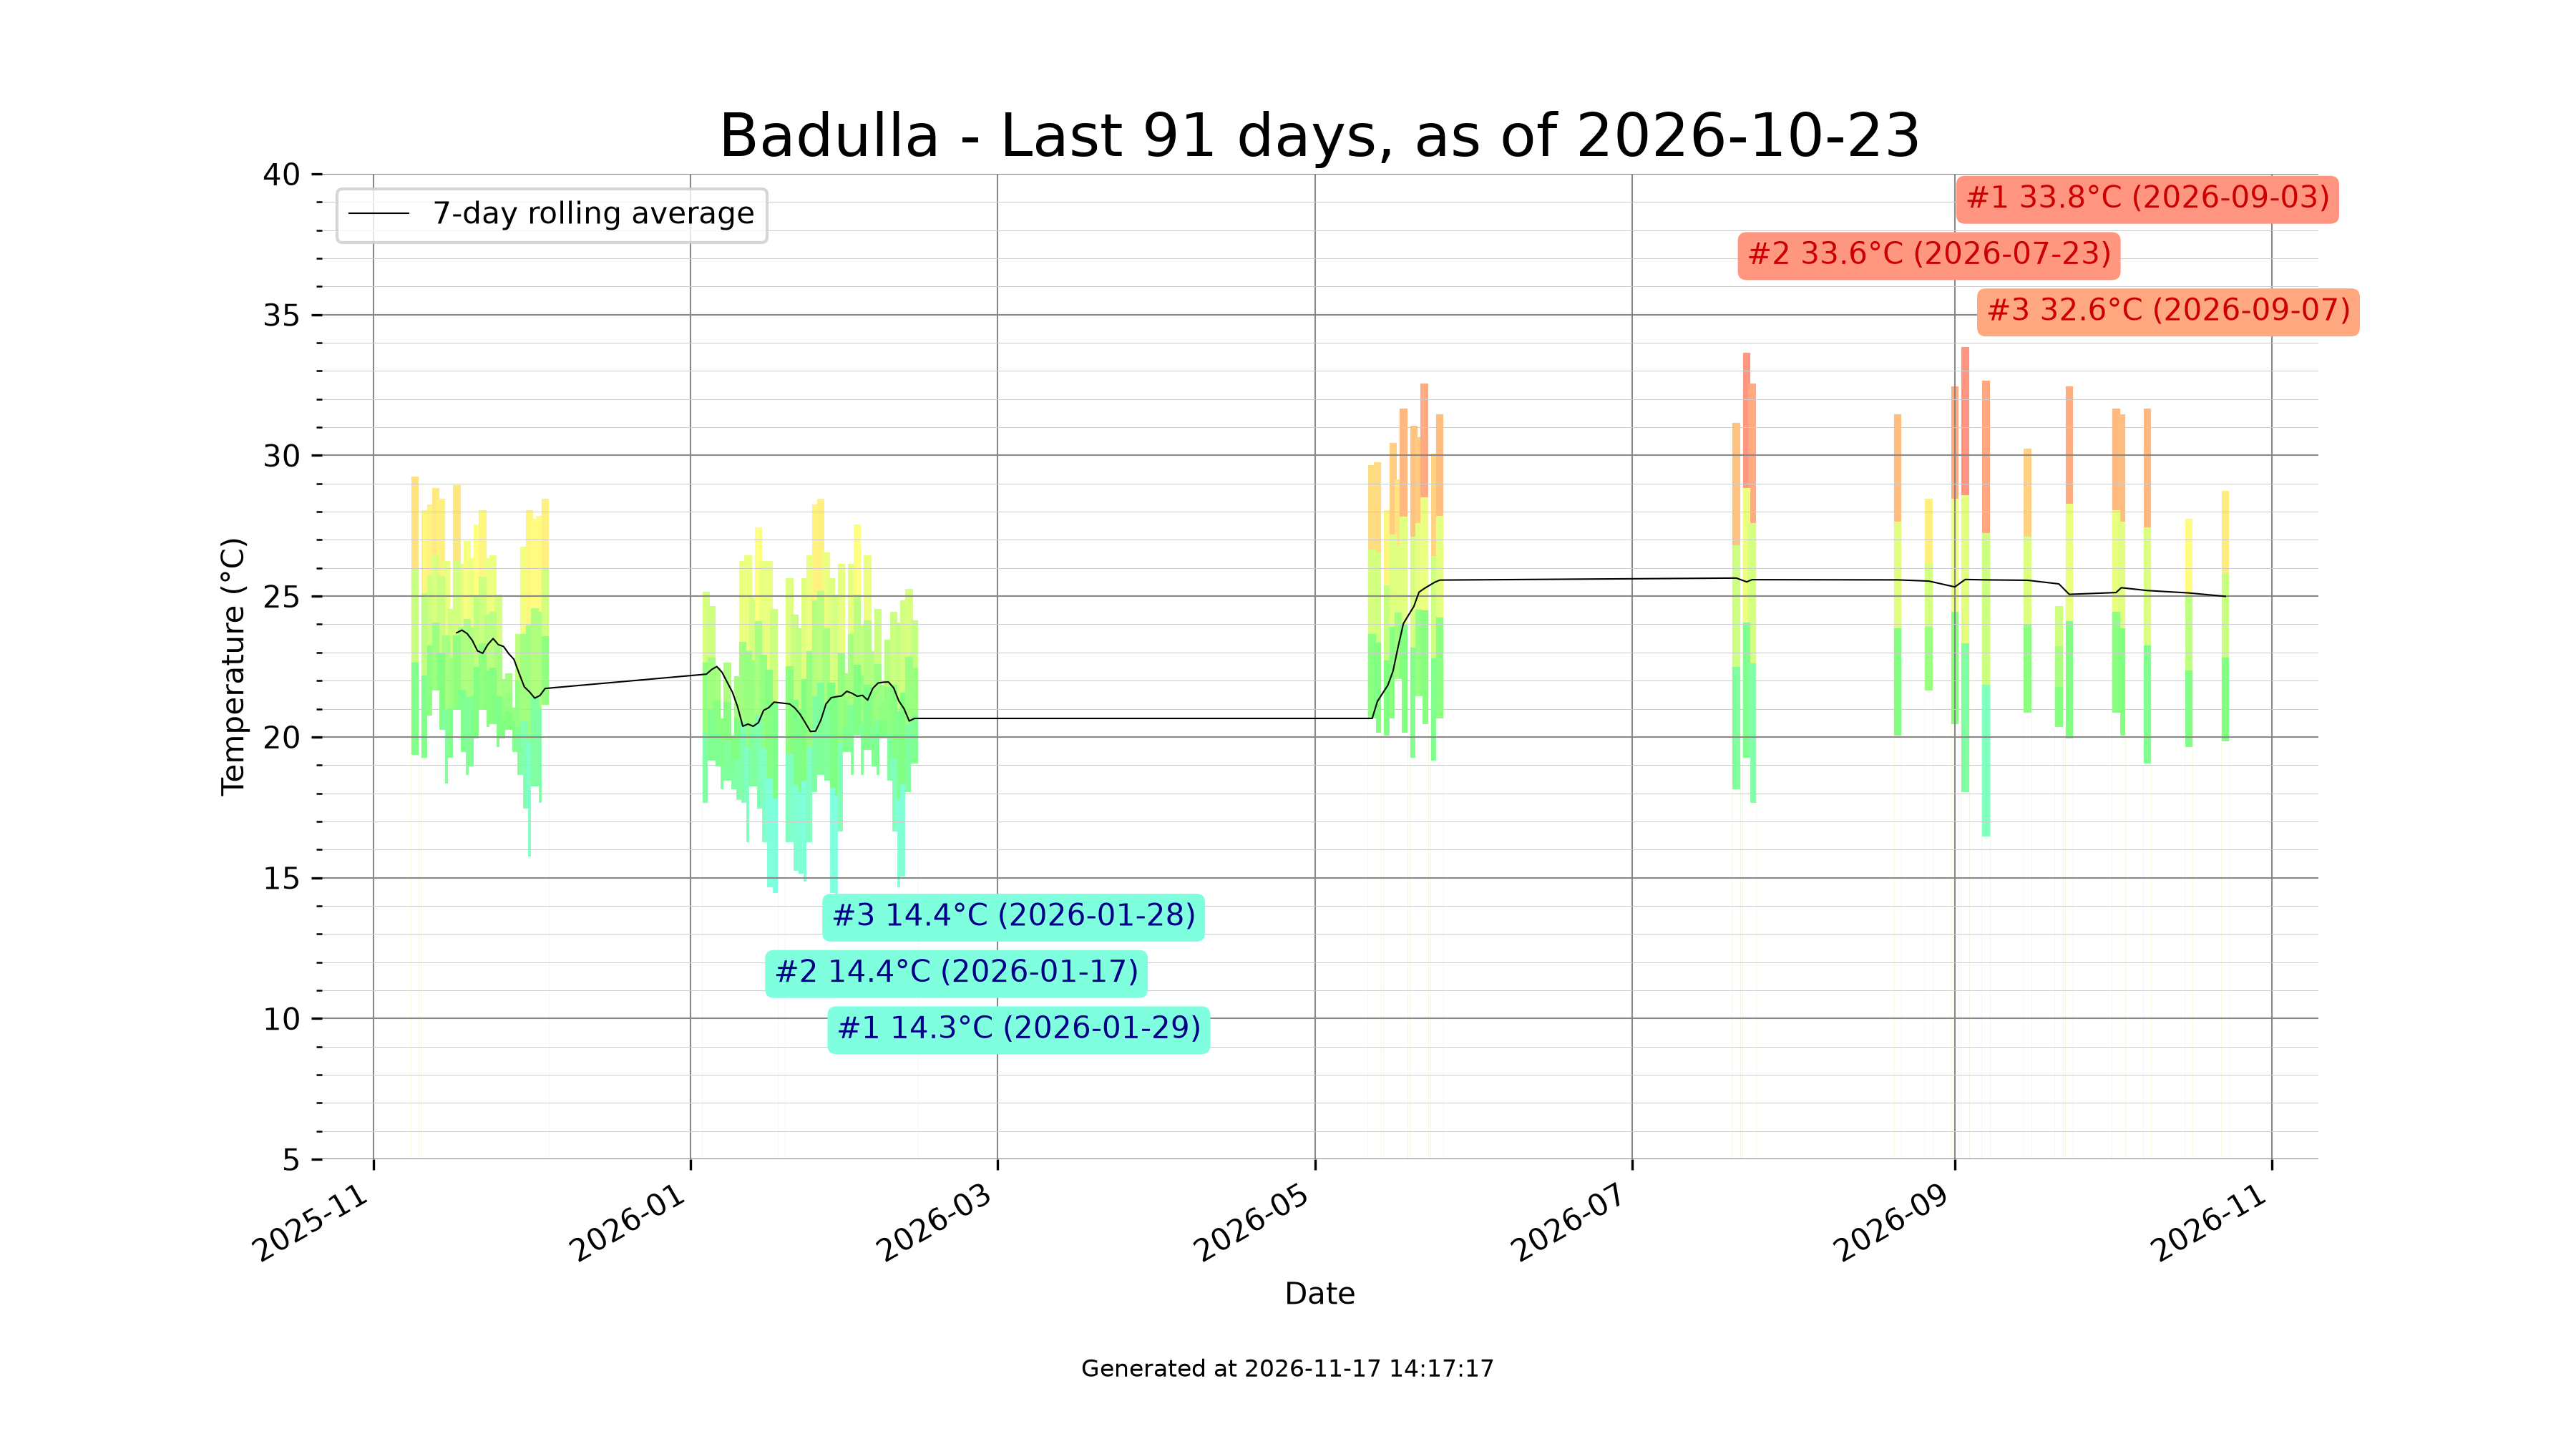 Badulla - Last 91 days, as of 2026-10-23
40
35
30
25
20
15
10
5
Temperature (°C)
7-day rolling average
#1 33.8°C (2026-09-03)
#2 33.6°C (2026-07-23)
#3 32.6°C (2026-09-07)
#3 14.4°C (2026-01-28)
#2 14.4°C (2026-01-17)
#1 14.3°C (2026-01-29)
2025-11
2026-01
2026-03
2026-05
2026-07
2026-09
2026-11
Date
Generated at 2026-11-17 14:17:17